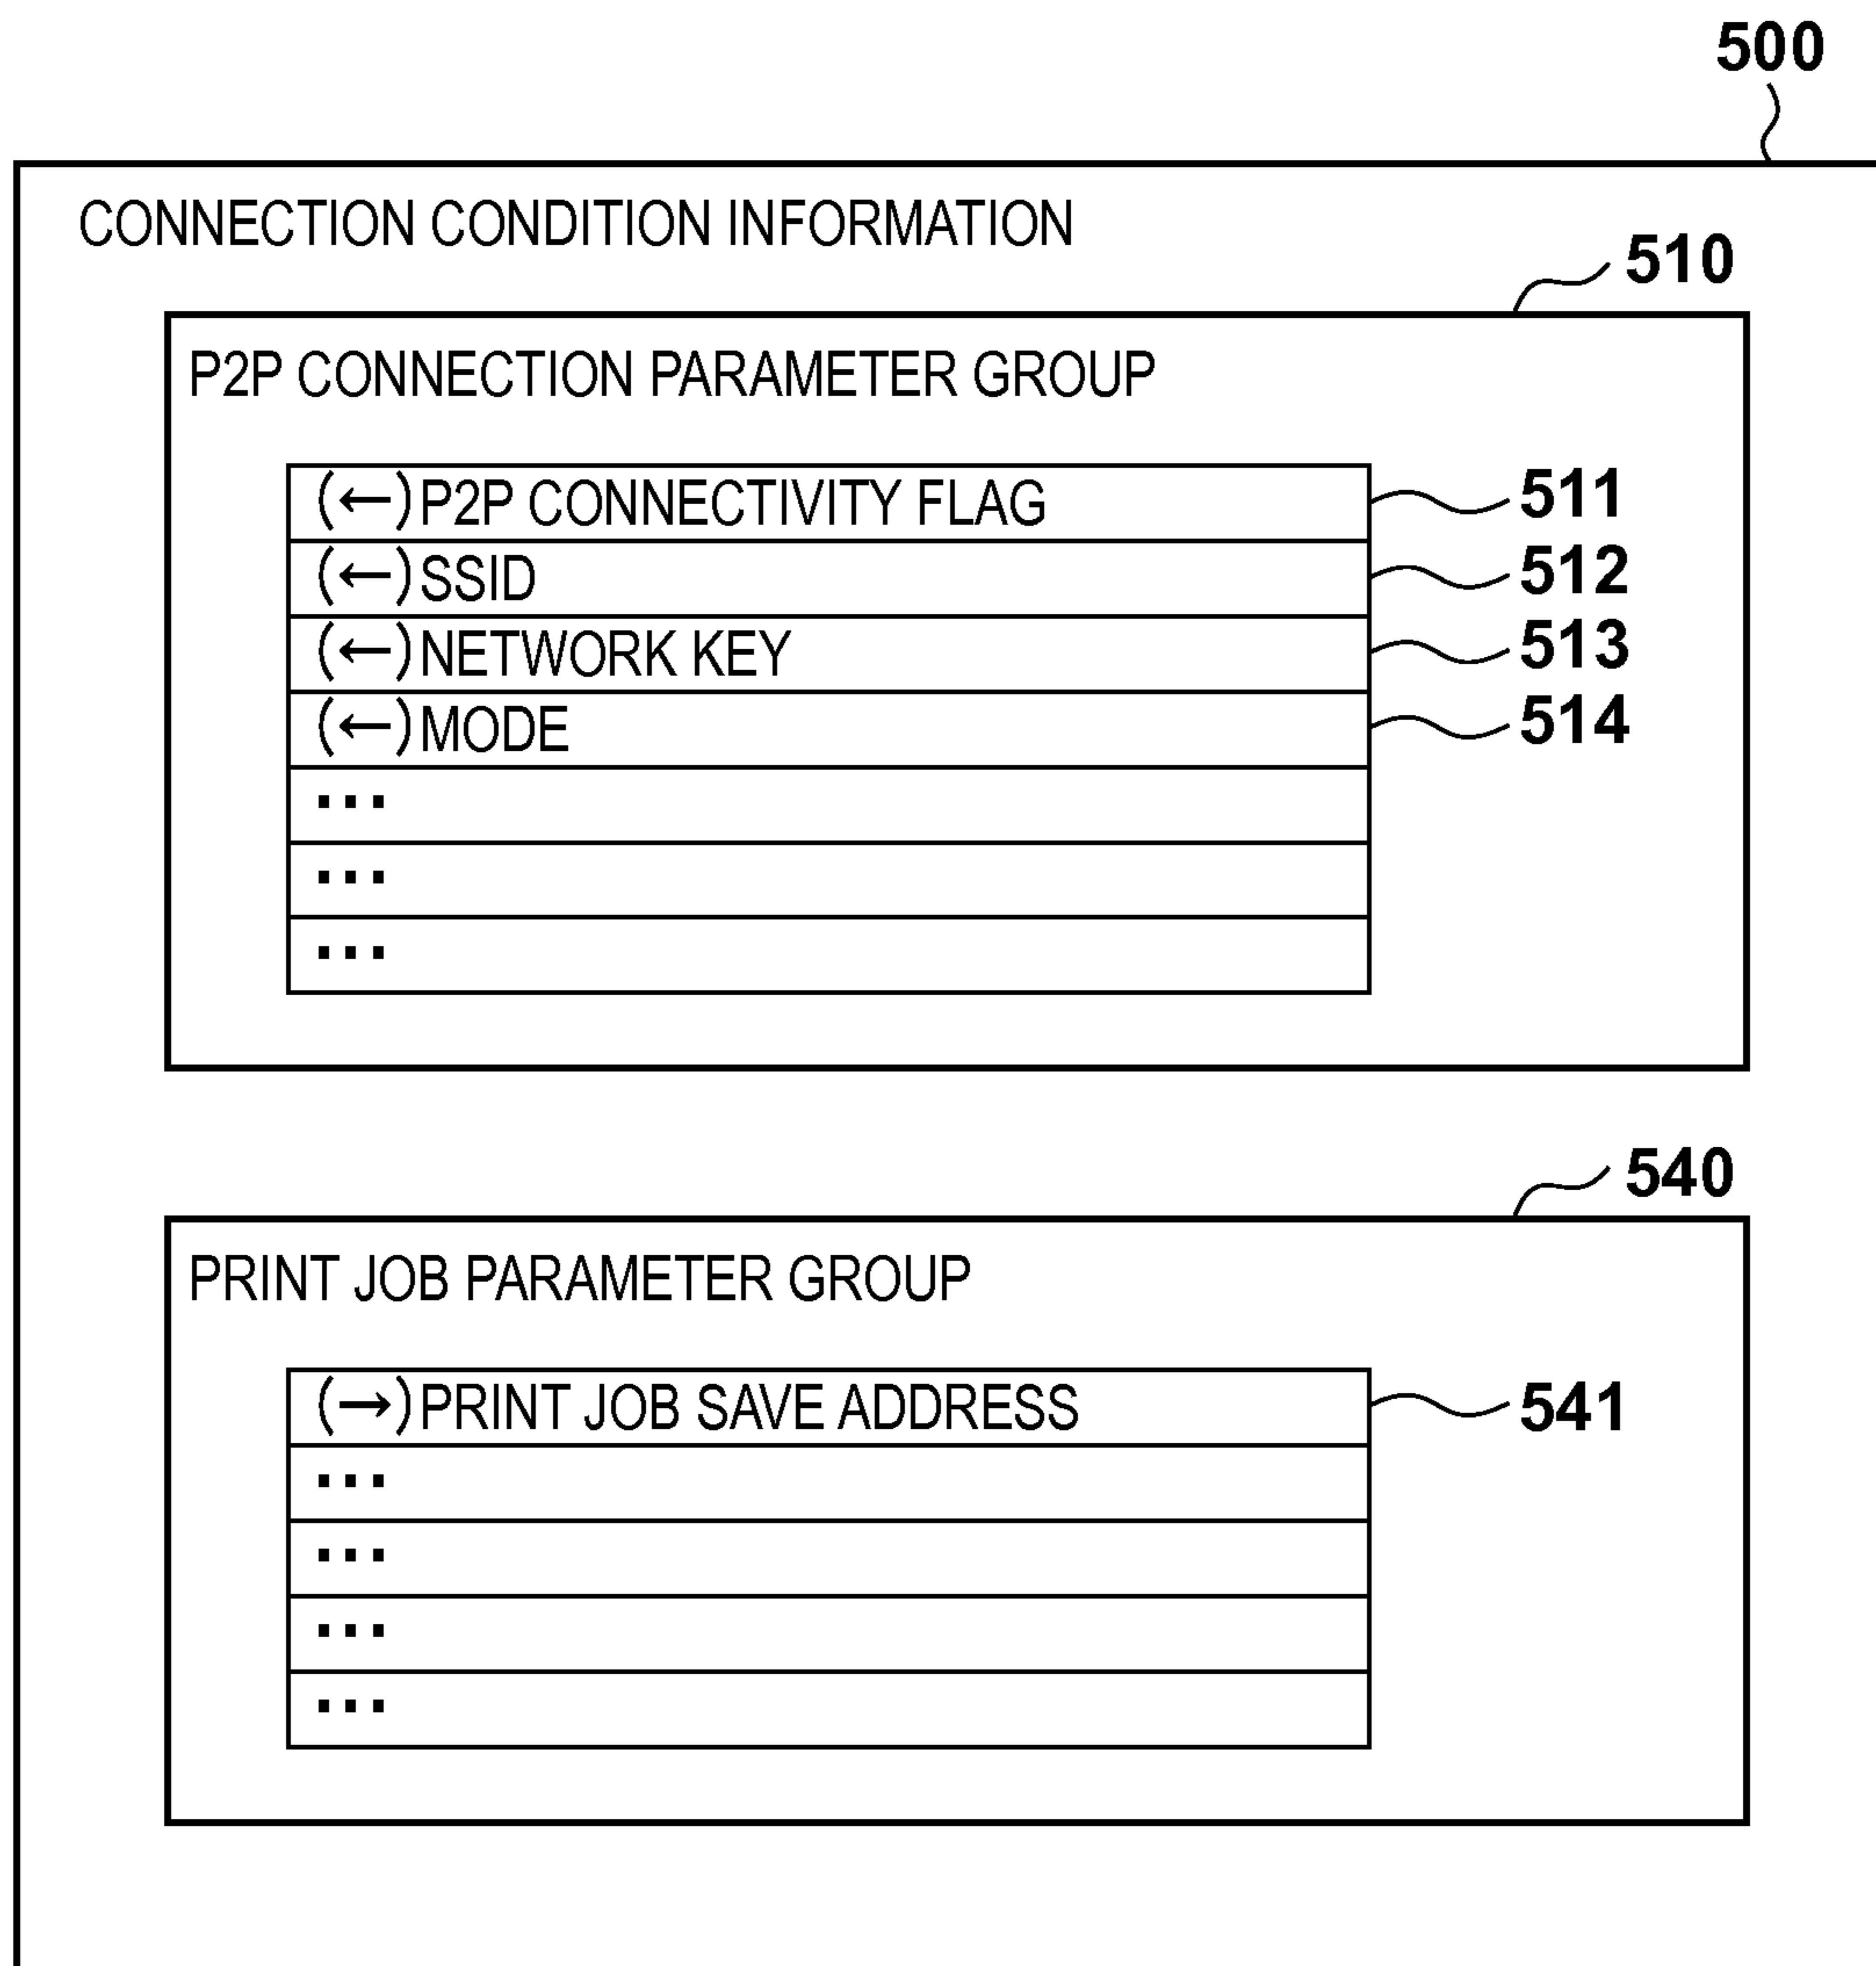 500
CONNECTION CONDITION INFORMATION
510
P2P CONNECTION PARAMETER GROUP
(←)P2P CONNECTIVITY FLAG 511
(←)SSID 512
(←)NETWORK KEY 513
(←)MODE 514
...
...
...
540
PRINT JOB PARAMETER GROUP
(→)PRINT JOB SAVE ADDRESS 541
...
...
...
...